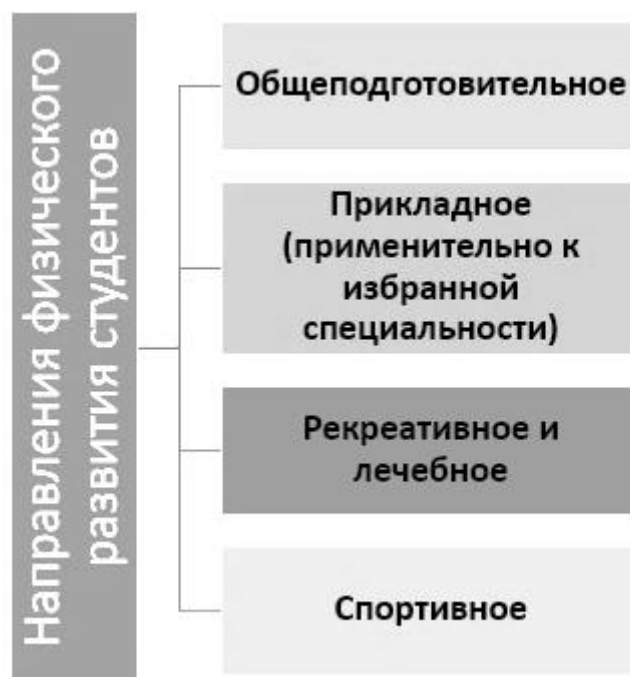 Направления физического
развития студентов
Общеподготовительное
Прикладное
(применительно к
избранной
специальности)
Рекреативное и
лечебное
Спортивное